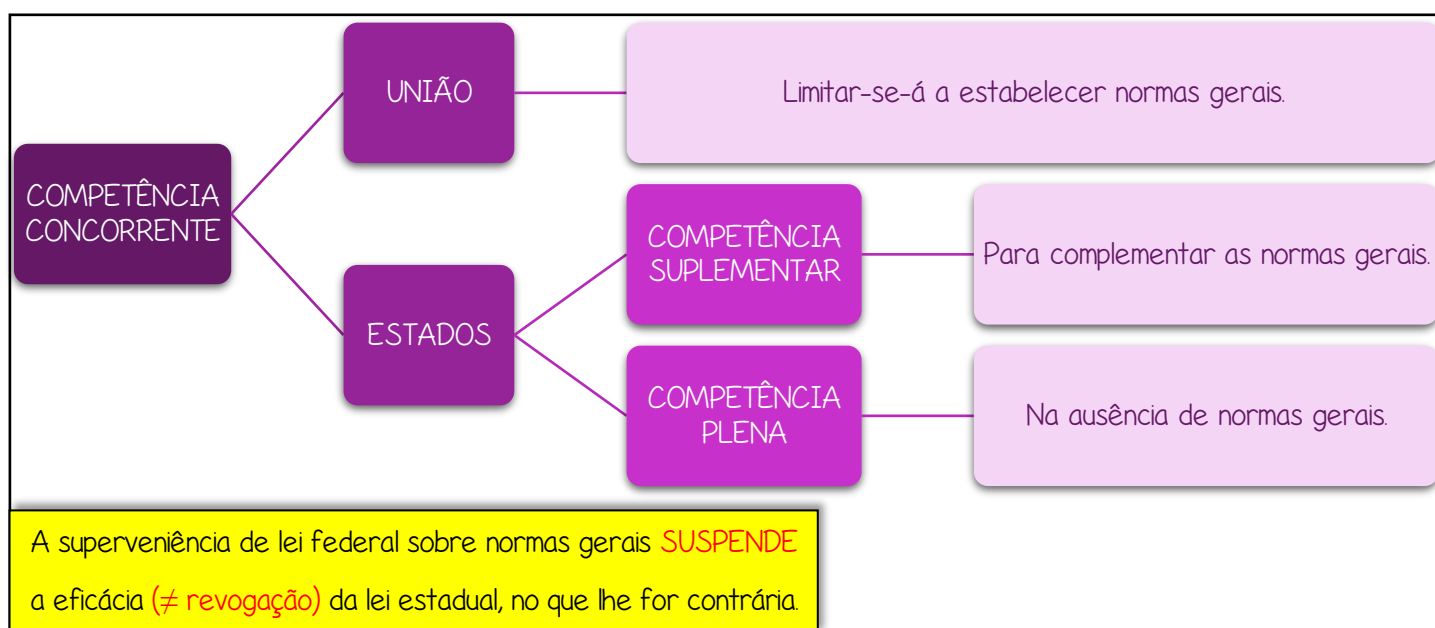 UNIÃO
Limitar-se-á a estabelecer normas gerais.
COMPETÊNCIA
CONCORRENTE
COMPETÊNCIA
SUPLEMENTAR
Para complementar as normas gerais.
ESTADOS
COMPETÊNCIA
PLENA
Na ausência de normas gerais.
A superveniência de lei federal sobre normas gerais SUSPENDE
a eficácia (≠ revogação) da lei estadual, no que lhe for contrária.